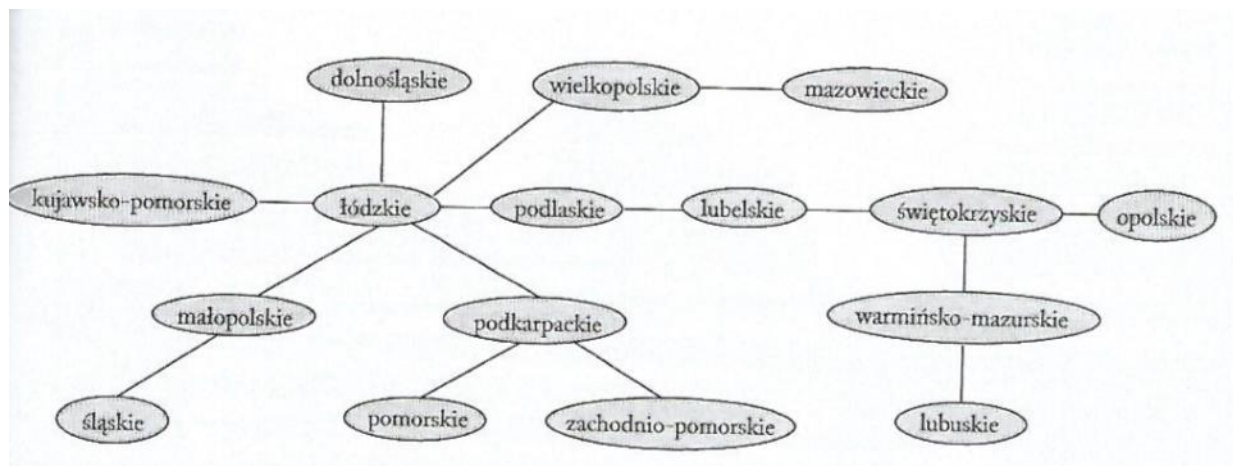 dolnośląskie
wielkopolskie
mazowieckie
kujawsko-pomorskie
łódzkie
podlaskie
lubelskie
świętokrzyskie
opolskie
małopolskie
podkarpackie
warmińsko-mazurskie
śląskie
pomorskie
zachodnio-pomorskie
lubuskie